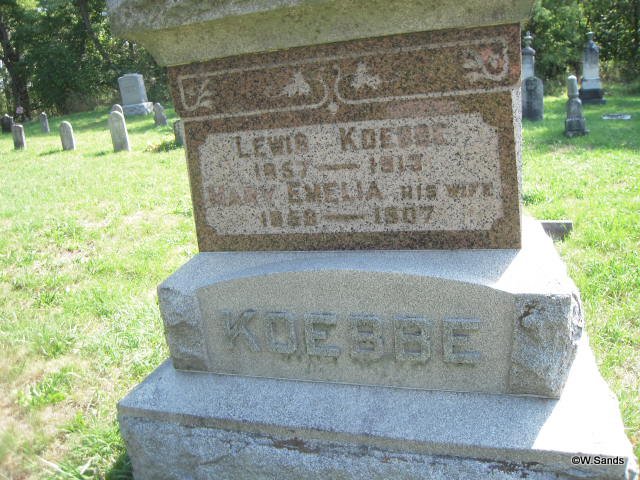 LEWIS KOEBBE
1857 — 1913
MARY EMELIA HIS WIFE
1858 — 1907
KOEBBE
©W.Sands